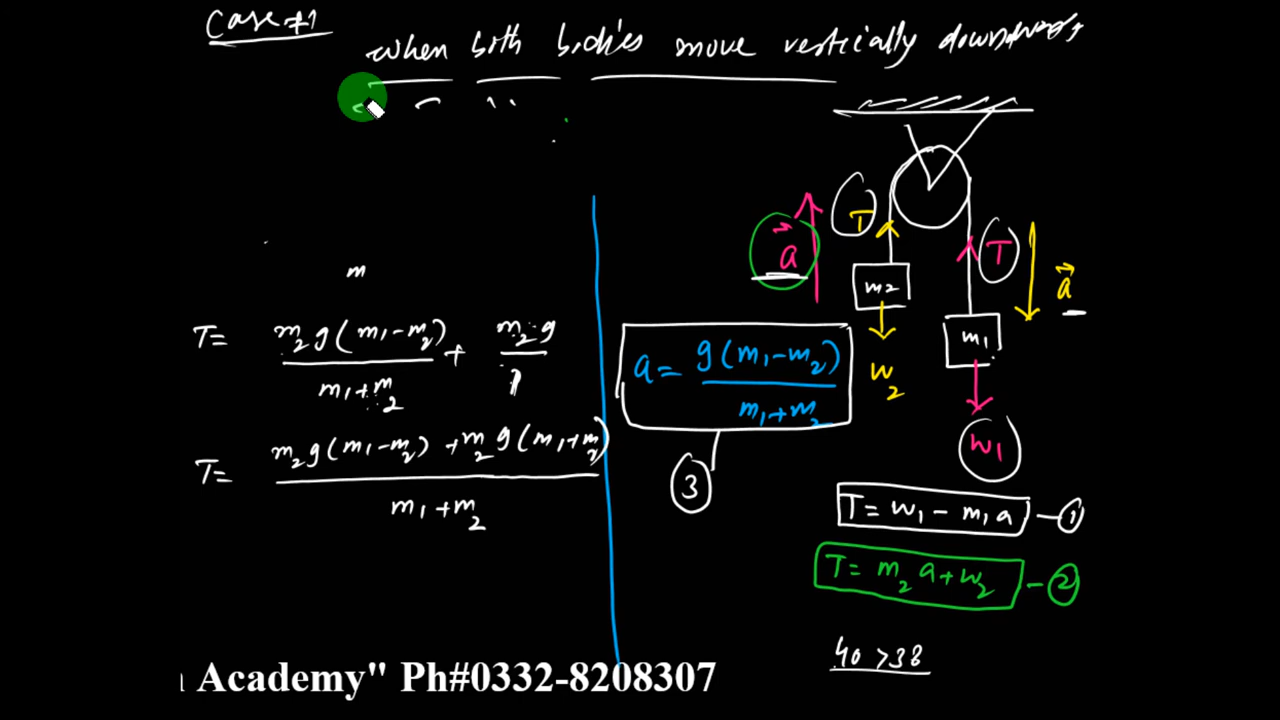 Case #1
when both bodies move vertically downwards
m
T= m₂g(m₁-m₂) / m₁+m₂ + m₂g / 1
T= m₂g(m₁-m₂) + m₂g(m₁+m₂) / m₁+m₂
a= g(m₁-m₂) / m₁+m₂
3
T
T
a
a
m2
m1
w2
w1
T= w₁ - m₁a -1
T= m₂a+w₂ -2
40 >38
Academy" Ph#0332-8208307